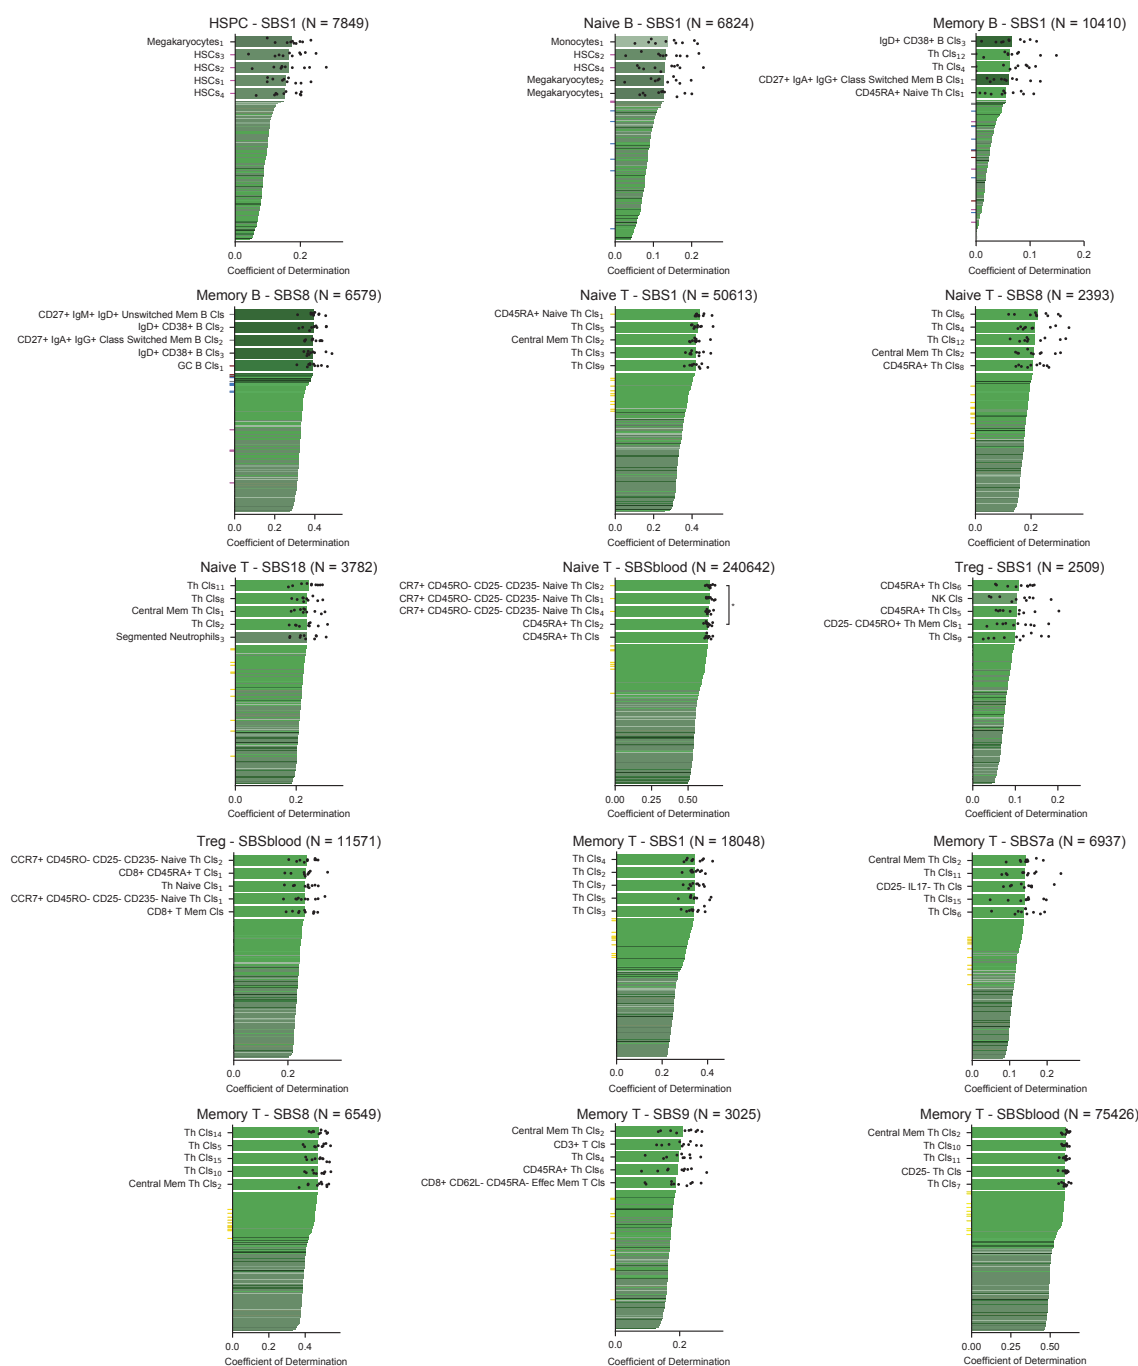 HSPC - SBS1 (N = 7849)
Megakaryocytes1
HSCs3
HSCs2
HSCs1
HSCs4
0.0 0.2
Coefficient of Determination
Naive B - SBS1 (N = 6824)
Monocytes1
HSCs2
HSCs4
Megakaryocytes2
Megakaryocytes1
0.0 0.1 0.2
Coefficient of Determination
Memory B - SBS1 (N = 10410)
IgD+ CD38+ B Cls3
Th Cls12
Th Cls4
CD27+ IgA+ IgG+ Class Switched Mem B Cls1
CD45RA+ Naive Th Cls1
0.0 0.1 0.2
Coefficient of Determination
Memory B - SBS8 (N = 6579)
CD27+ IgM+ IgD+ Unswitched Mem B Cls
IgD+ CD38+ B Cls2
CD27+ IgA+ IgG+ Class Switched Mem B Cls2
IgD+ CD38+ B Cls3
GC B Cls1
0.0 0.2 0.4
Coefficient of Determination
Naive T - SBS1 (N = 50613)
CD45RA+ Naive Th Cls1
Th Cls5
Central Mem Th Cls2
Th Cls3
Th Cls9
0.0 0.2 0.4
Coefficient of Determination
Naive T - SBS8 (N = 2393)
Th Cls6
Th Cls4
Th Cls12
Central Mem Th Cls2
CD45RA+ Th Cls8
0.0 0.2
Coefficient of Determination
Naive T - SBS18 (N = 3782)
Th Cls11
Th Cls8
Central Mem Th Cls1
Th Cls2
Segmented Neutrophils3
0.0 0.2
Coefficient of Determination
Naive T - SBSblood (N = 240642)
CR7+ CD45RO- CD25- CD235- Naive Th Cls2
CR7+ CD45RO- CD25- CD235- Naive Th Cls1
CR7+ CD45RO- CD25- CD235- Naive Th Cls4
CD45RA+ Th Cls2
CD45RA+ Th Cls
*
0.00 0.25 0.50
Coefficient of Determination
Treg - SBS1 (N = 2509)
CD45RA+ Th Cls6
NK Cls
CD45RA+ Th Cls5
CD25- CD45RO+ Th Mem Cls1
Th Cls9
0.0 0.1 0.2
Coefficient of Determination
Treg - SBSblood (N = 11571)
CCR7+ CD45RO- CD25- CD235- Naive Th Cls2
CD8+ CD45RA+ T Cls1
Th Naive Cls1
CCR7+ CD45RO- CD25- CD235- Naive Th Cls1
CD8+ T Mem Cls
0.0 0.2
Coefficient of Determination
Memory T - SBS1 (N = 18048)
Th Cls4
Th Cls2
Th Cls7
Th Cls5
Th Cls3
0.0 0.2 0.4
Coefficient of Determination
Memory T - SBS7a (N = 6937)
Central Mem Th Cls2
Th Cls11
CD25- IL17- Th Cls
Th Cls15
Th Cls6
0.0 0.1 0.2
Coefficient of Determination
Memory T - SBS8 (N = 6549)
Th Cls14
Th Cls5
Th Cls15
Th Cls10
Central Mem Th Cls2
0.0 0.2 0.4
Coefficient of Determination
Memory T - SBS9 (N = 3025)
Central Mem Th Cls2
CD3+ T Cls
Th Cls4
CD45RA+ Th Cls6
CD8+ CD62L- CD45RA- Effec Mem T Cls
0.0 0.2
Coefficient of Determination
Memory T - SBSblood (N = 75426)
Central Mem Th Cls2
Th Cls10
Th Cls11
CD25- Th Cls
Th Cls7
0.00 0.25 0.50
Coefficient of Determination